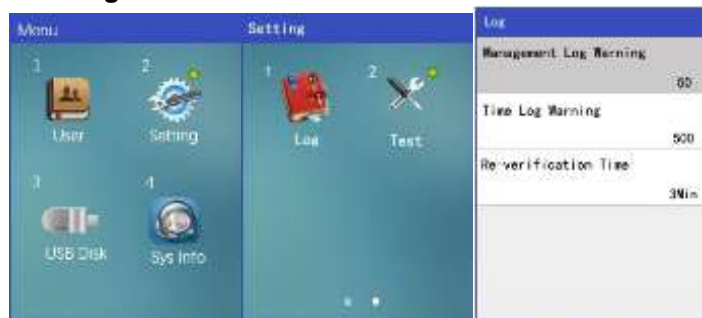 Menu
1
2
User
Setting
3
4
USB Disk
Sys Info
Setting
1
2
Log
Test
Log
Management Log Warning
60
Time Log Warning
500
Re-verification Time
3Min